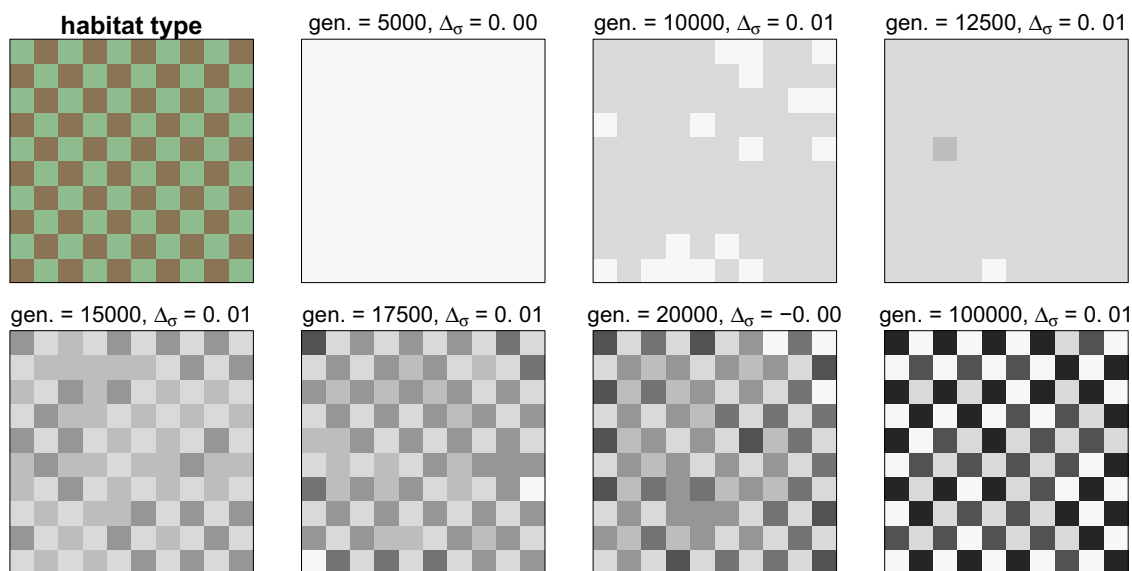 habitat type
gen. = 5000, Δσ = 0. 00
gen. = 10000, Δσ = 0. 01
gen. = 12500, Δσ = 0. 01
gen. = 15000, Δσ = 0. 01
gen. = 17500, Δσ = 0. 01
gen. = 20000, Δσ = −0. 00
gen. = 100000, Δσ = 0. 01